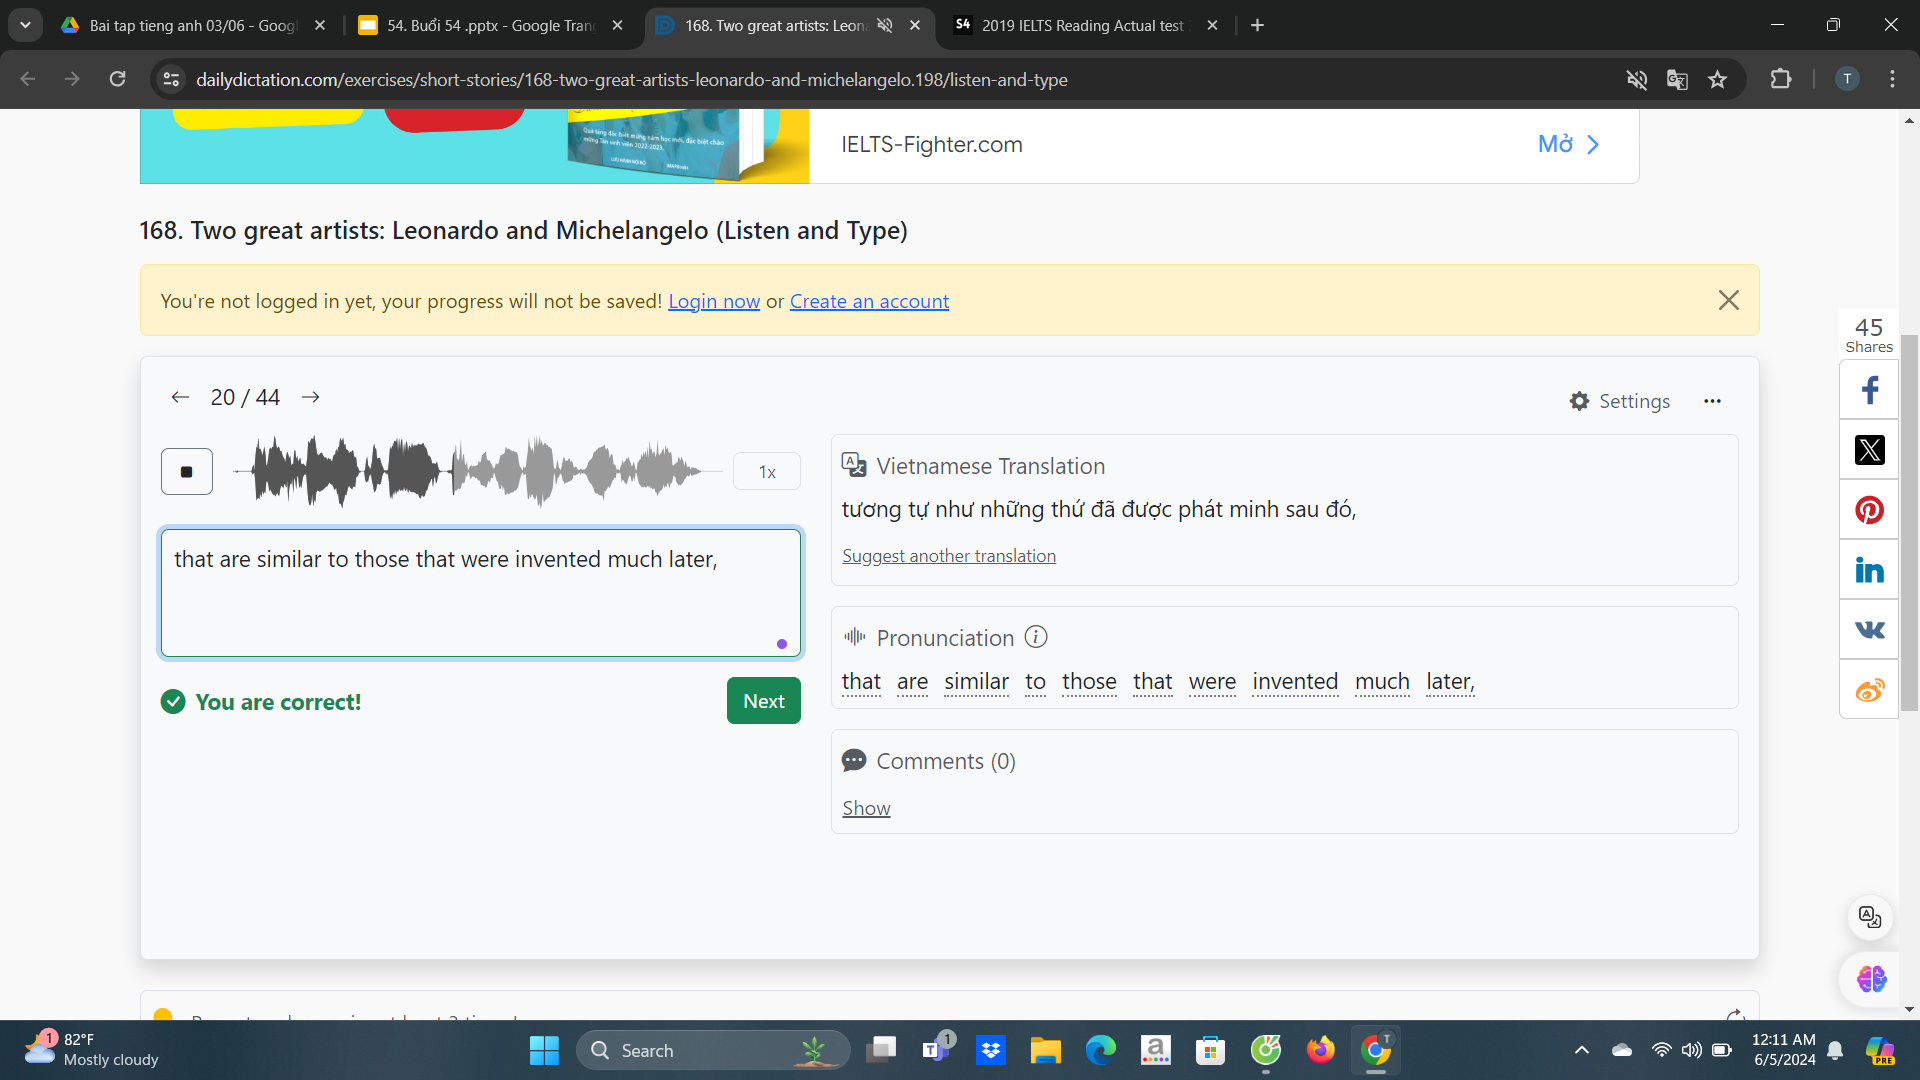 Bai tap tieng anh 03/06 - Googl
54. Buổi 54 .pptx - Google Tran
168. Two great artists: Leon
S4 2019 IELTS Reading Actual test
dailydictation.com/exercises/short-stories/168-two-great-artists-leonardo-and-michelangelo.198/listen-and-type
T
IELTS-Fighter.com
Mở
168. Two great artists: Leonardo and Michelangelo (Listen and Type)
You're not logged in yet, your progress will not be saved! Login now or Create an account
45
Shares
20 / 44
Settings
1x
Vietnamese Translation
tương tự như những thứ đã được phát minh sau đó,
Suggest another translation
that are similar to those that were invented much later,
Pronunciation
that are similar to those that were invented much later,
You are correct!
Next
Comments (0)
Show
1
82°F
Mostly cloudy
Search
1
12:11 AM
6/5/2024
PRE